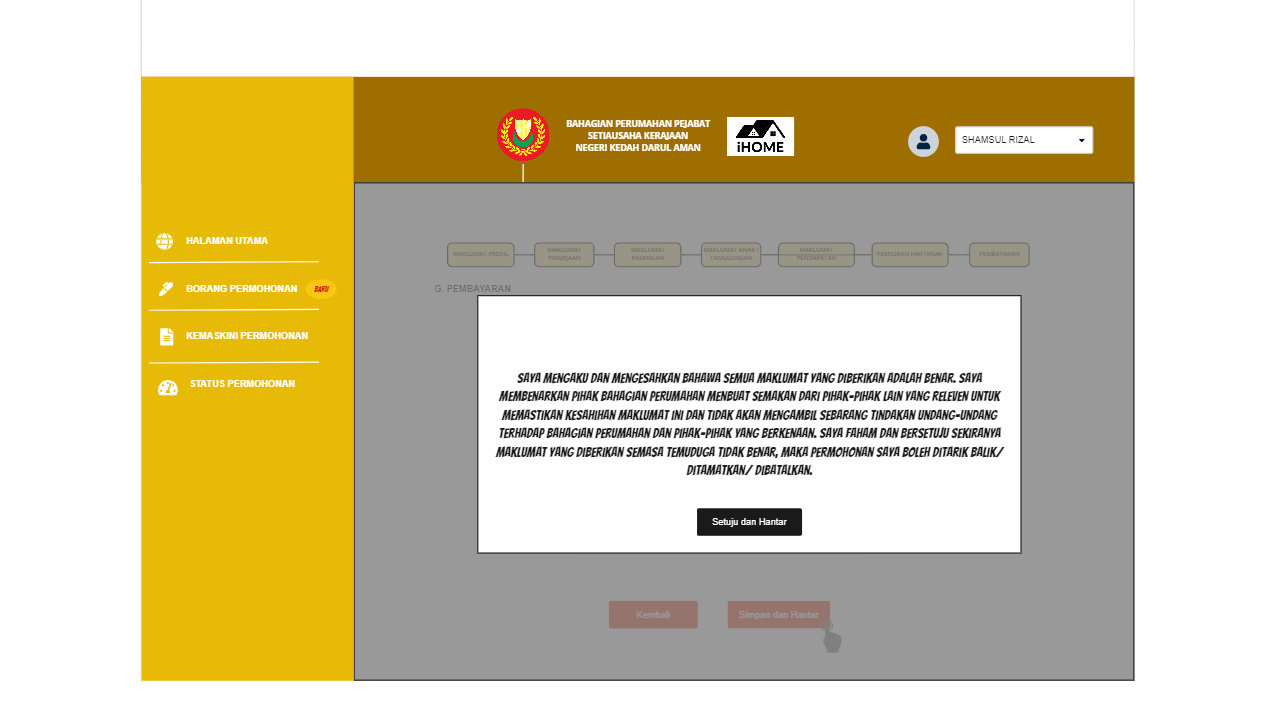 BAHAGIAN PERUMAHAN PEJABAT
SETIAUSAHA KERAJAAN
NEGERI KEDAH DARUL AMAN
iHOME
SHAMSUL RIZAL
HALAMAN UTAMA
BORANG PERMOHONAN
BARU
KEMASKINI PERMOHONAN
STATUS PERMOHONAN
MAKLUMAT PROFIL
MAKLUMAT
PEKERJAAN
MAKLUMAT
PASANGAN
MAKLUMAT ANAK /
TANGGUNGAN
MAKLUMAT
PENDAPATAN
PEMILIKAN HARTANAH
PEMBAYARAN
G. PEMBAYARAN
SAYA MENGAKU DAN MENGESAHKAN BAHAWA SEMUA MAKLUMAT YANG DIBERIKAN ADALAH BENAR. SAYA
MEMBENARKAN PIHAK BAHAGIAN PERUMAHAN MENBUAT SEMAKAN DARI PIHAK-PIHAK LAIN YANG RELEVEN UNTUK
MEMASTIKAN KESAHIHAN MAKLUMAT INI DAN TIDAK AKAN MENGAMBIL SEBARANG TINDAKAN UNDANG-UNDANG
TERHADAP BAHAGIAN PERUMAHAN DAN PIHAK-PIHAK YANG BERKENAAN. SAYA FAHAM DAN BERSETUJU SEKIRANYA
MAKLUMAT YANG DIBERIKAN SEMASA TEMUDUGA TIDAK BENAR, MAKA PERMOHONAN SAYA BOLEH DITARIK BALIK/
DITAMATKAN/ DIBATALKAN.
Setuju dan Hantar
Kembali
Simpan dan Hantar